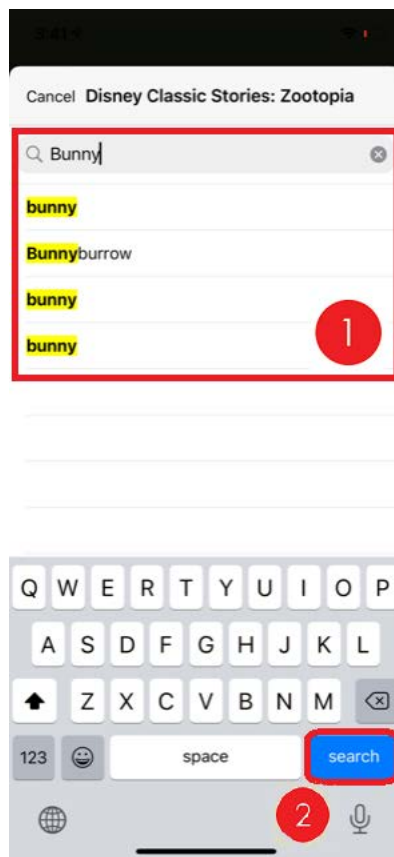 Cancel Disney Classic Stories: Zootopia
Bunny
bunny
Bunnyburrow
bunny
1
bunny
Q W E R T Y U I O P
A S D F G H J K L
Z X C V B N M
123 space search
2